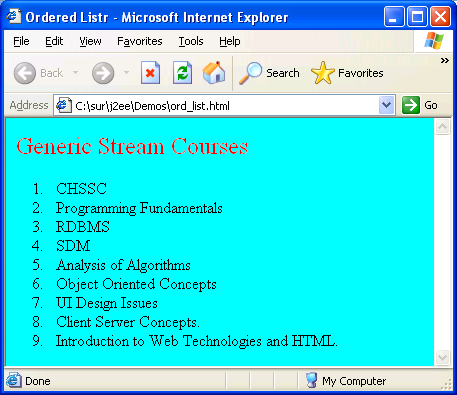 Ordered Listr - Microsoft Internet Explorer
File Edit View Favorites Tools Help
Back Search Favorites »
Address C:\sur\j2ee\Demos\ord_list.html Go
Generic Stream Courses
1. CHSSC
2. Programming Fundamentals
3. RDBMS
4. SDM
5. Analysis of Algorithms
6. Object Oriented Concepts
7. UI Design Issues
8. Client Server Concepts.
9. Introduction to Web Technologies and HTML.
Done My Computer